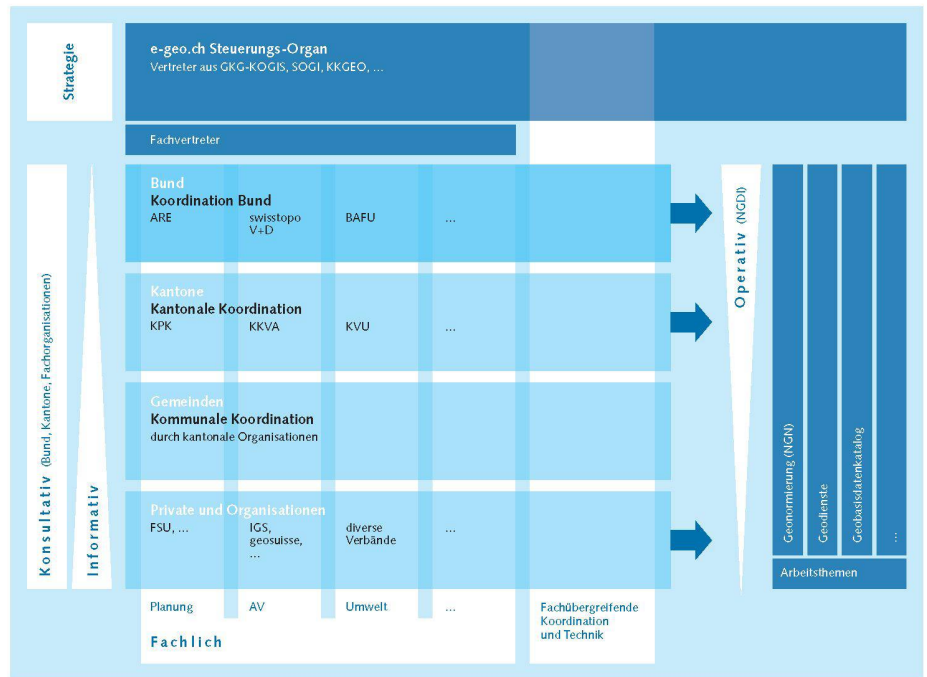 Strategie
e-geo.ch Steuerungs-Organ
Vertreter aus GKG-KOGIS, SOGI, KKGEO, ...
Fachvertreter
Konsultativ (Bund, Kantone, Fachorganisationen)
Informativ
Bund
Koordination Bund
ARE
swisstopo
V+D
BAFU
...
Kantone
Kantonale Koordination
KPK
KKVA
KVU
...
Gemeinden
Kommunale Koordination
durch kantonale Organisationen
Private und Organisationen
FSU, ...
IGS,
geosuisse,
...
diverse
Verbände
...
Planung
AV
Umwelt
...
Fachlich
Fachübergreifende
Koordination
und Technik
Operativ (NGDI)
Geonormierung (NGN)
Geodienste
Geobasisdatenkatalog
...
Arbeitsthemen